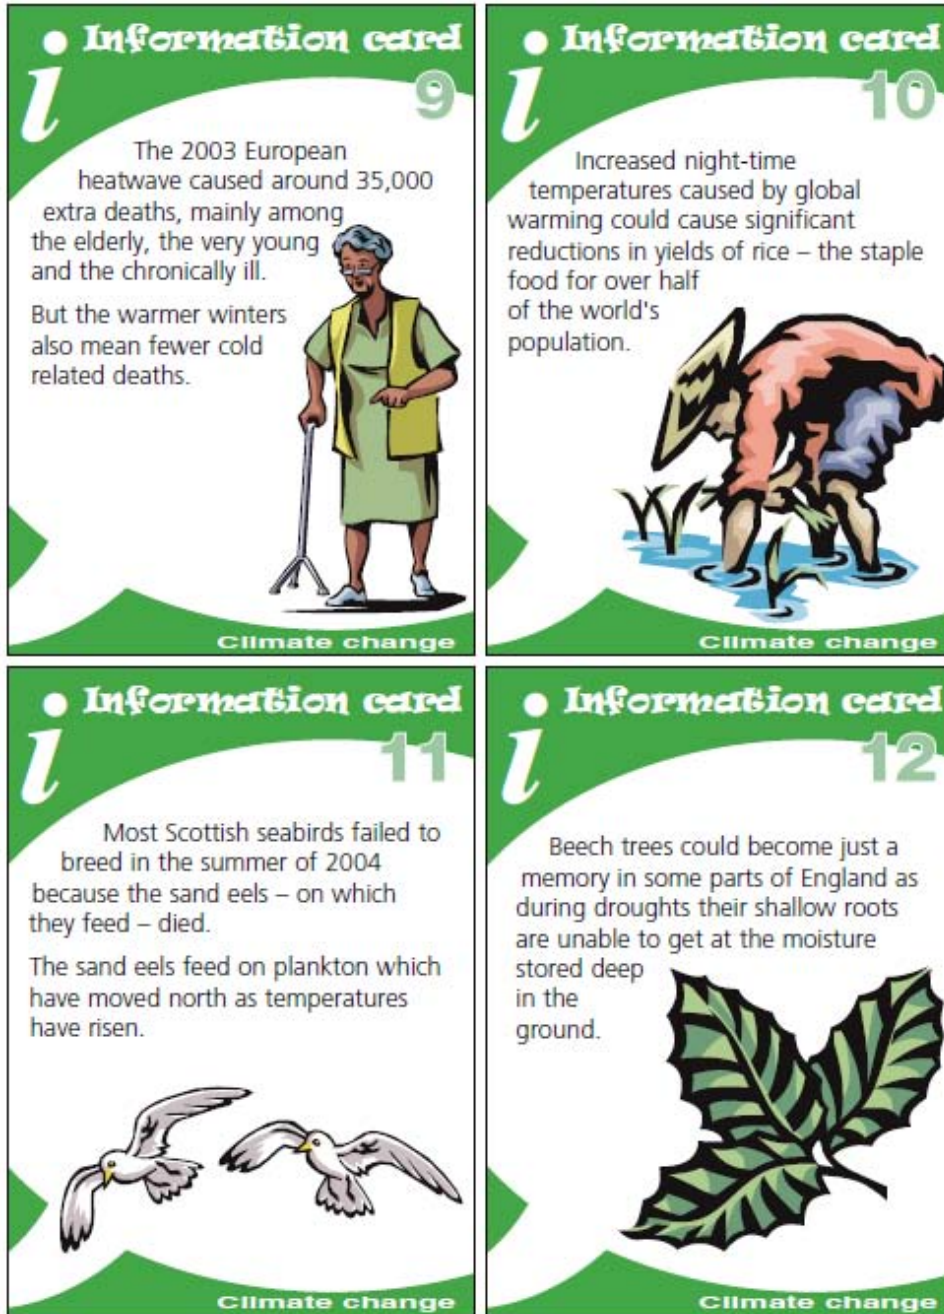 Information card
i
9
The 2003 European
heatwave caused around 35,000
extra deaths, mainly among
the elderly, the very young
and the chronically ill.
But the warmer winters
also mean fewer cold
related deaths.
Climate change
Information card
i
10
Increased night-time
temperatures caused by global
warming could cause significant
reductions in yields of rice – the staple
food for over half
of the world's
population.
Climate change
Information card
i
11
Most Scottish seabirds failed to
breed in the summer of 2004
because the sand eels – on which
they feed – died.
The sand eels feed on plankton which
have moved north as temperatures
have risen.
Climate change
Information card
i
12
Beech trees could become just a
memory in some parts of England as
during droughts their shallow roots
are unable to get at the moisture
stored deep
in the
ground.
Climate change